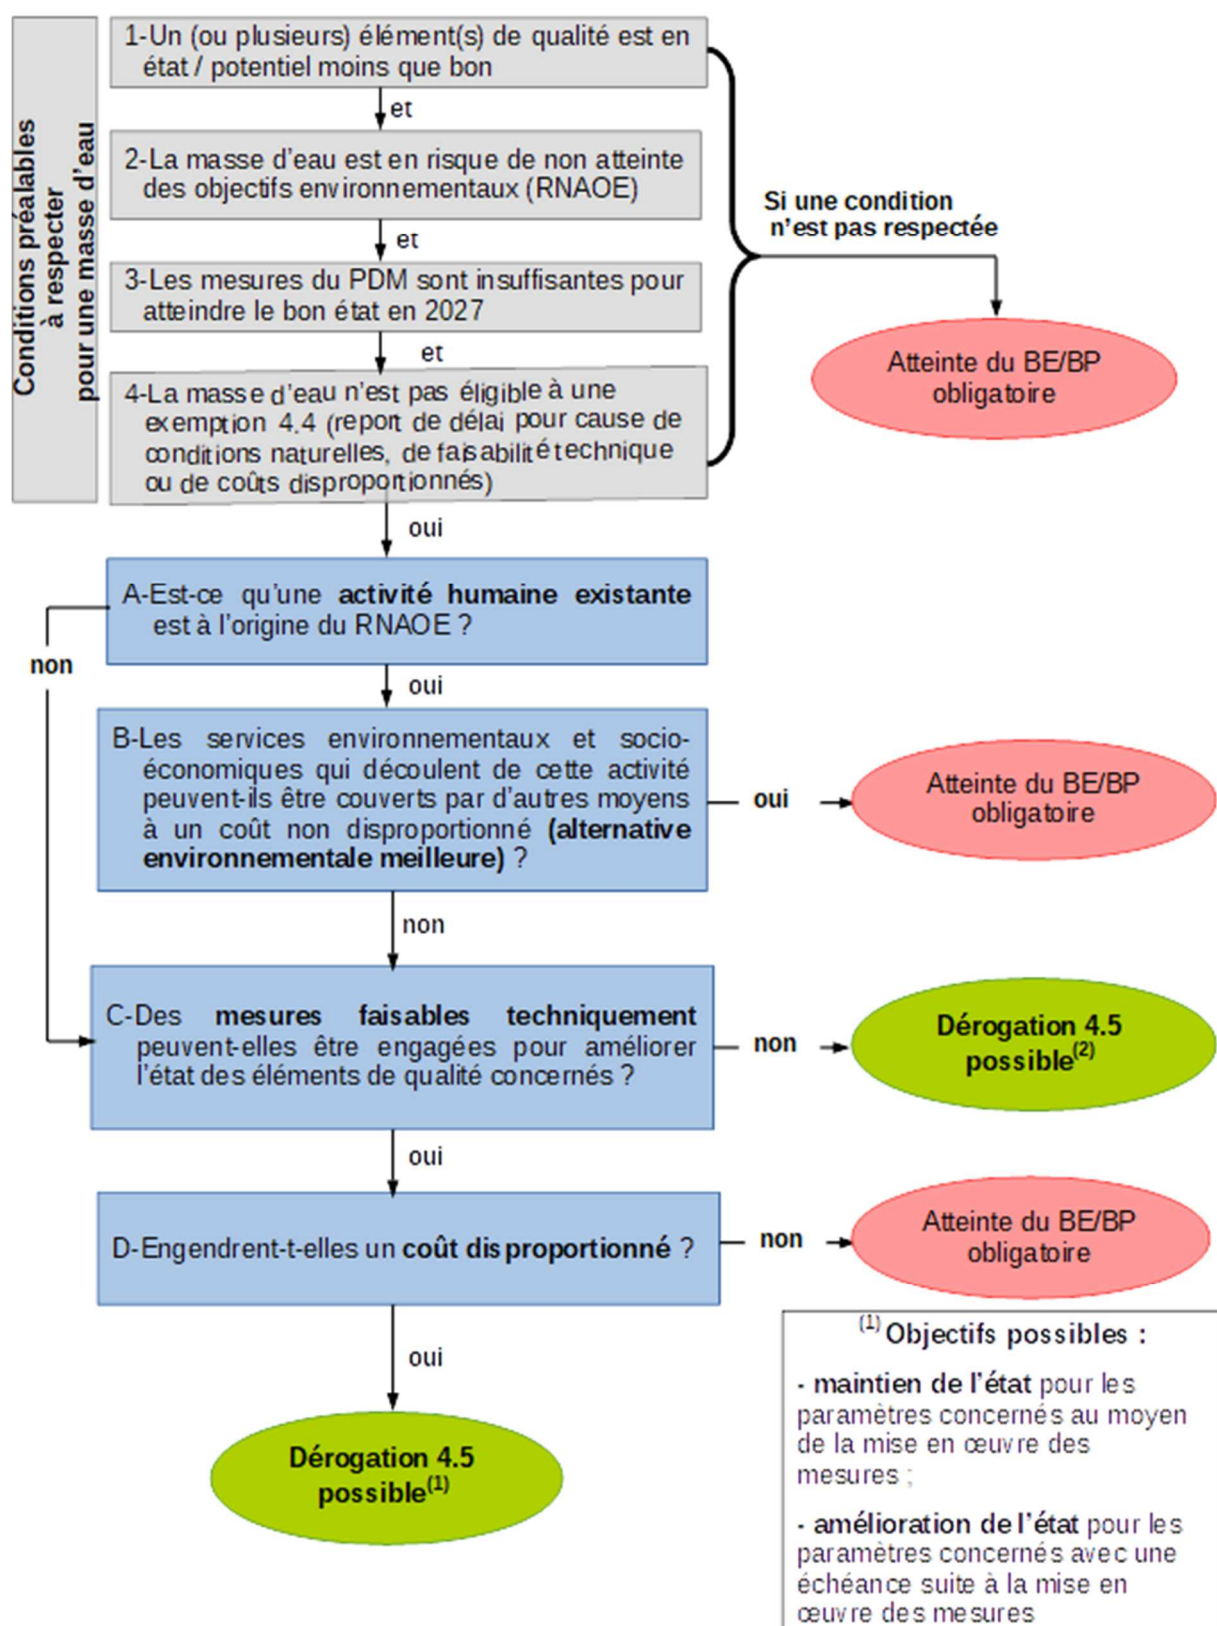 Conditions préalables
à respecter
pour une masse d'eau
1-Un (ou plusieurs) élément(s) de qualité est en
état / potentiel moins que bon
et
2-La masse d'eau est en risque de non atteinte
des objectifs environnementaux (RNAOE)
et
3-Les mesures du PDM sont insuffisantes pour
atteindre le bon état en 2027
et
4-La masse d'eau n'est pas éligible à une
exemption 4.4 (report de délai pour cause de
conditions naturelles, de faisabilité technique
ou de coûts disproportionnés)
Si une condition
n'est pas respectée
Atteinte du BE/BP
obligatoire
oui
A-Est-ce qu'une activité humaine existante
est à l'origine du RNAOE ?
non
oui
B-Les services environnementaux et socio-
économiques qui découlent de cette activité
peuvent-ils être couverts par d'autres moyens
à un coût non disproportionné (alternative
environnementale meilleure) ?
oui
Atteinte du BE/BP
obligatoire
non
C-Des mesures faisables techniquement
peuvent-elles être engagées pour améliorer
l'état des éléments de qualité concernés ?
non
Dérogation 4.5
possible(2)
oui
D-Engendrent-t-elles un coût disproportionné ?
non
Atteinte du BE/BP
obligatoire
oui
Dérogation 4.5
possible(1)
(1) Objectifs possibles :
- maintien de l'état pour les
paramètres concernés au moyen
de la mise en œuvre des
mesures ;
- amélioration de l'état pour les
paramètres concernés avec une
échéance suite à la mise en
œuvre des mesures